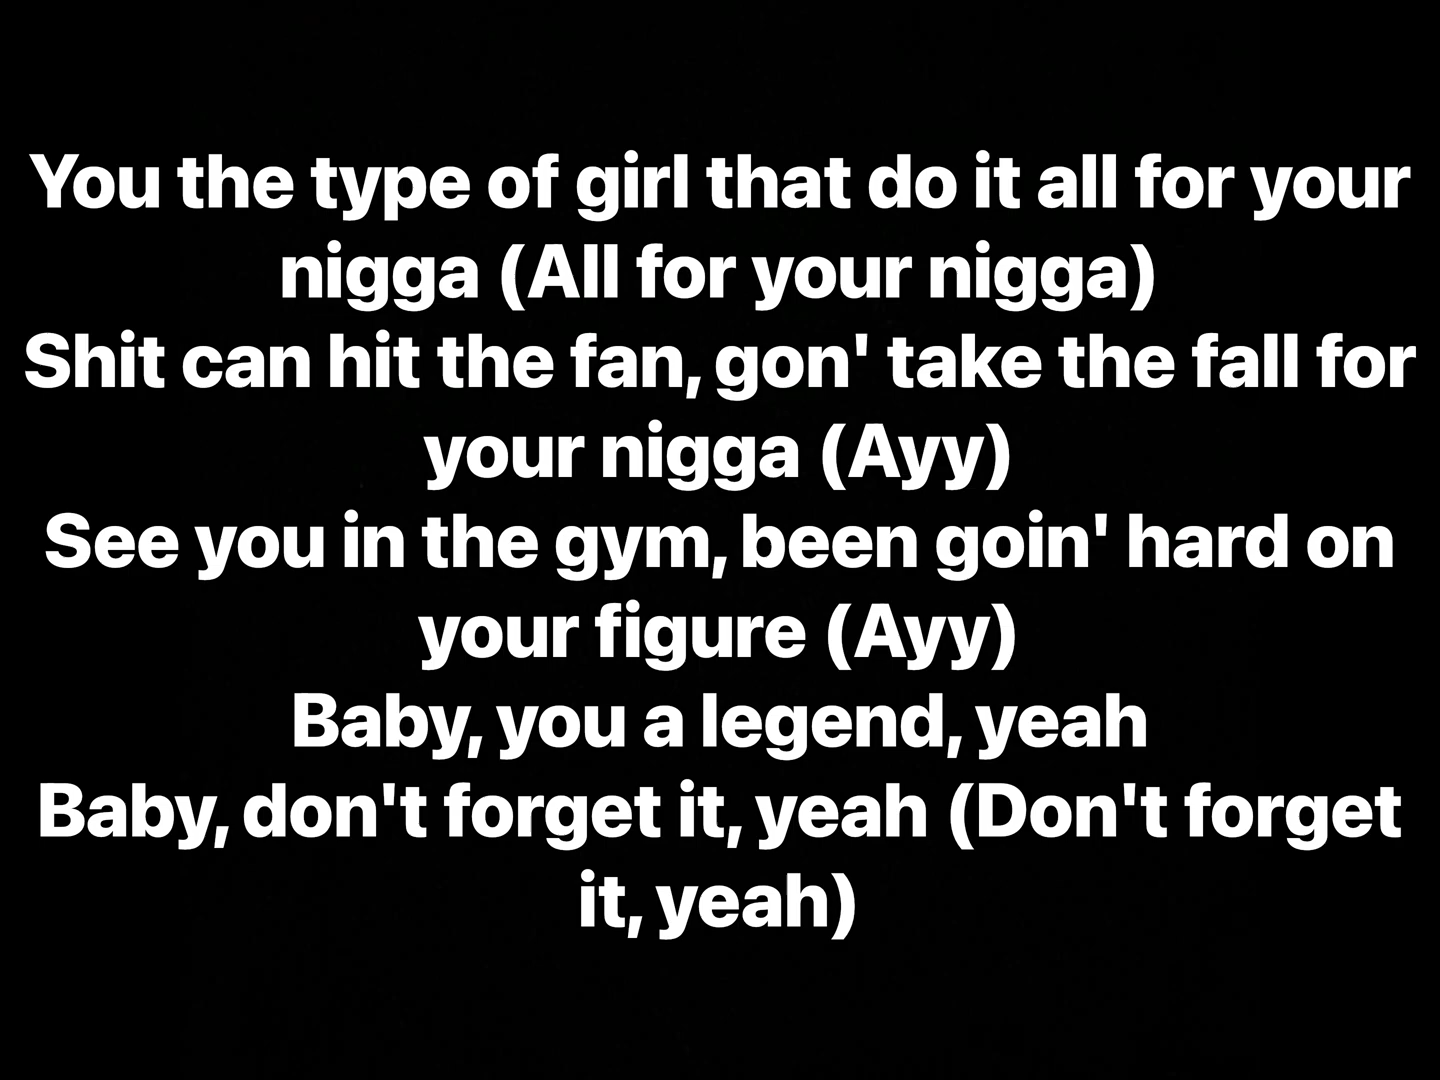 You the type of girl that do it all for your
nigga (All for your nigga)
Shit can hit the fan, gon' take the fall for
your nigga (Ayy)
See you in the gym, been goin' hard on
your figure (Ayy)
Baby, you a legend, yeah
Baby, don't forget it, yeah (Don't forget
it, yeah)